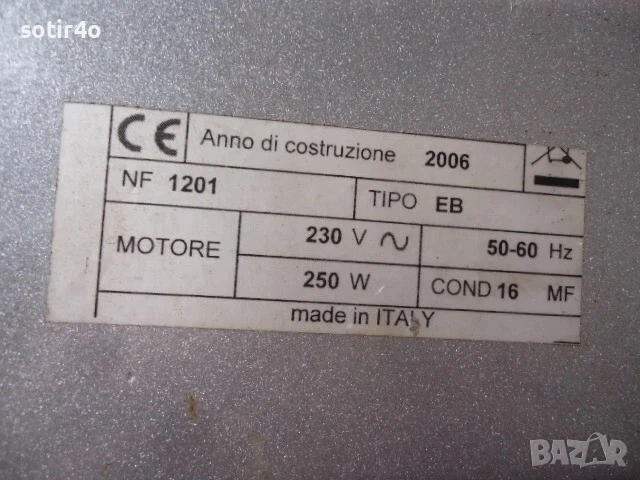 sotir4o
CE Anno di costruzione 2006
NF 1201 TIPO EB
MOTORE 230 V ~ 50-60 Hz
250 W COND 16 MF
made in ITALY
BAZAR